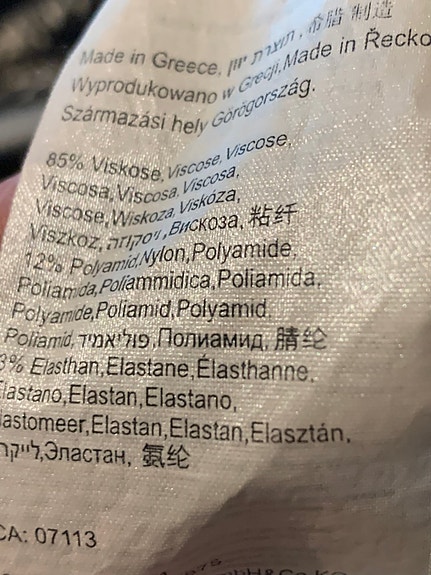 Made in Greece, תוצרת יוון, 希腊 制造
Wyprodukowano w Grecji,Made in Řecko
Származási hely Görögország.
85% Viskose,Viscose,Viscose,
Viscosa,Viscosa,Viscosa,
Viscose,Wiskoza,Viskóza,
Viszkoz,ויסקוזה,Вискоза, 粘纤
12% Polyamid,Nylon,Polyamide,
Poliamida,Poliammidica,Poliamida,
Polyamide,Poliamid,Polyamid,
Poliamid,פוליאמיד,Полиамид, 腈纶
3% Elasthan,Elastane,Élasthanne,
Elastano,Elastan,Elastano,
lastomeer,Elastan,Elastan,Elasztán,
לייקרה,Эластан, 氨纶
CA: 07113